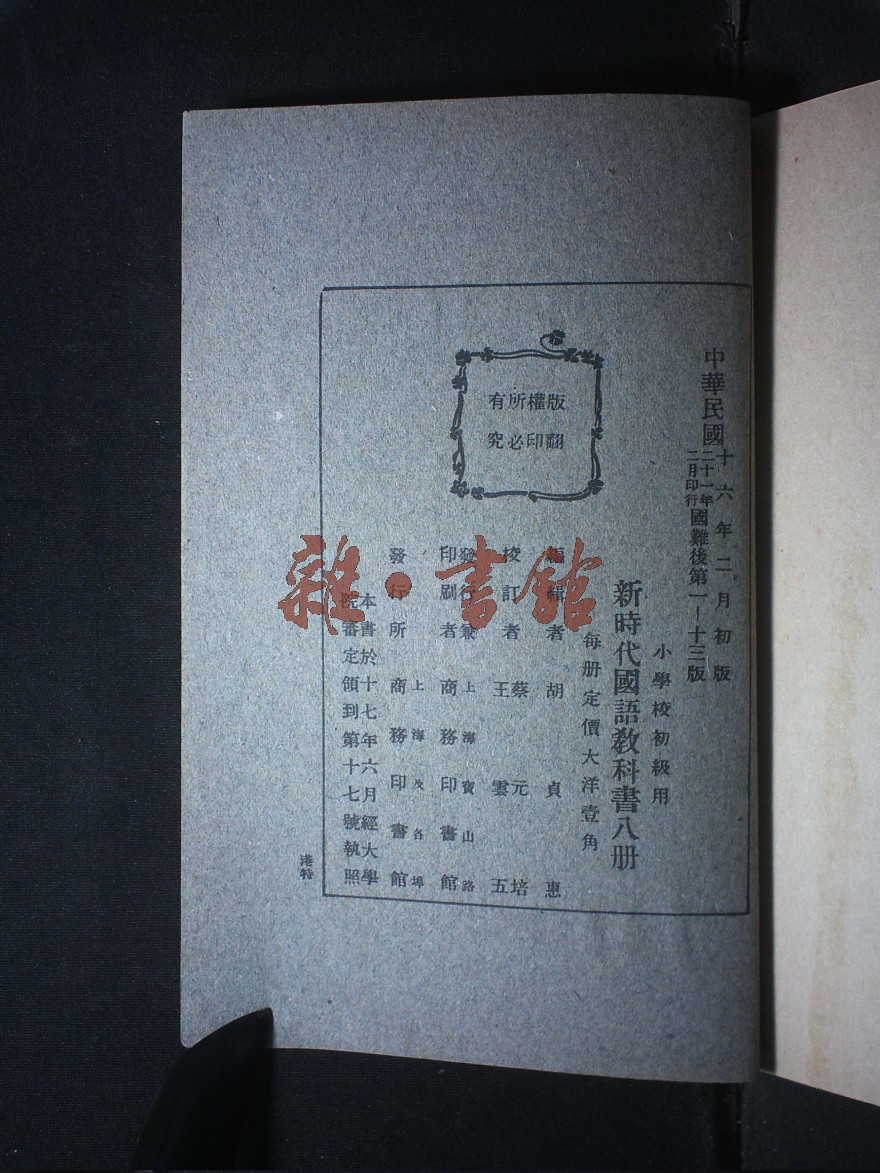 中華民國十六年二月初版
二十一年二月印行國難後第一—十三版
小學校初級用
新時代國語教科書八册
每册定價大洋壹角
版權所有
翻印必究
編輯者 胡貞惠
校訂者 蔡元培 王雲五
發行兼印刷者 上海寶山路 商務印書館
發行所 上海及各埠 商務印書館
本書於十七年六月經大學
院審定領到第十七號執照
港特
雜·書館